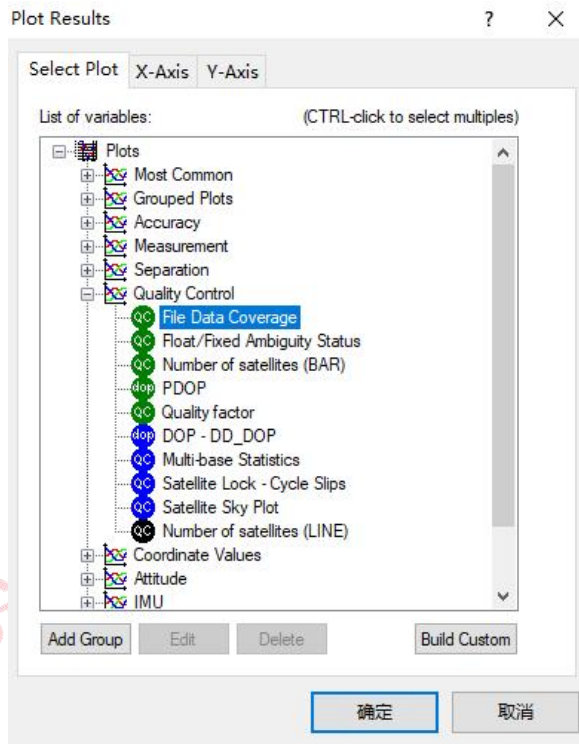 Plot Results ? ×
Select Plot X-Axis Y-Axis
List of variables: (CTRL-click to select multiples)
Plots
Most Common
Grouped Plots
Accuracy
Measurement
Separation
Quality Control
QC File Data Coverage
QC Float/Fixed Ambiguity Status
QC Number of satellites (BAR)
dop PDOP
QC Quality factor
dop DOP - DD_DOP
QC Multi-base Statistics
QC Satellite Lock - Cycle Slips
QC Satellite Sky Plot
QC Number of satellites (LINE)
Coordinate Values
Attitude
IMU
Add Group Edit Delete Build Custom
确定 取消